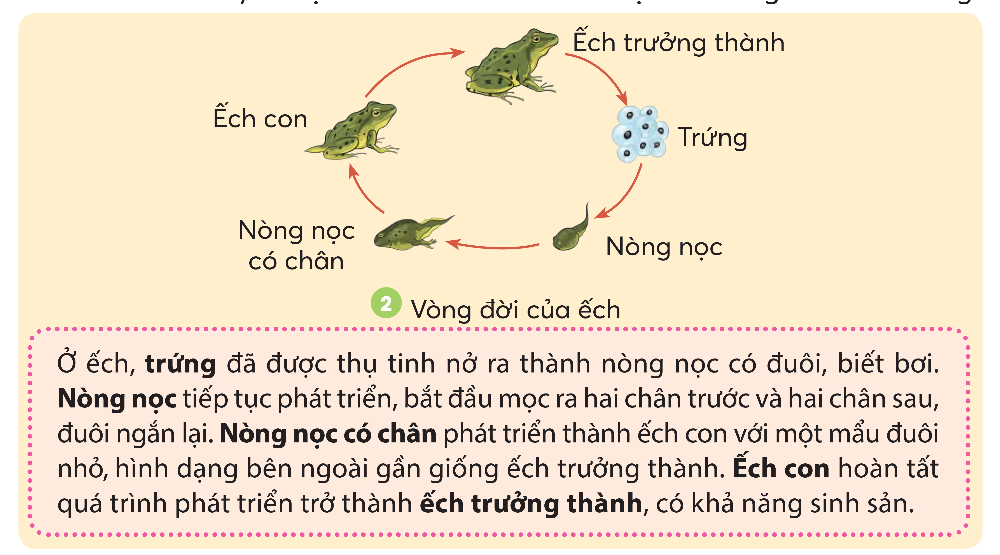 Ếch trưởng thành
Ếch con
Trứng
Nòng nọc
có chân
Nòng nọc
2 Vòng đời của ếch
Ở ếch, trứng đã được thụ tinh nở ra thành nòng nọc có đuôi, biết bơi.
Nòng nọc tiếp tục phát triển, bắt đầu mọc ra hai chân trước và hai chân sau,
đuôi ngắn lại. Nòng nọc có chân phát triển thành ếch con với một mẩu đuôi
nhỏ, hình dạng bên ngoài gần giống ếch trưởng thành. Ếch con hoàn tất
quá trình phát triển trở thành ếch trưởng thành, có khả năng sinh sản.